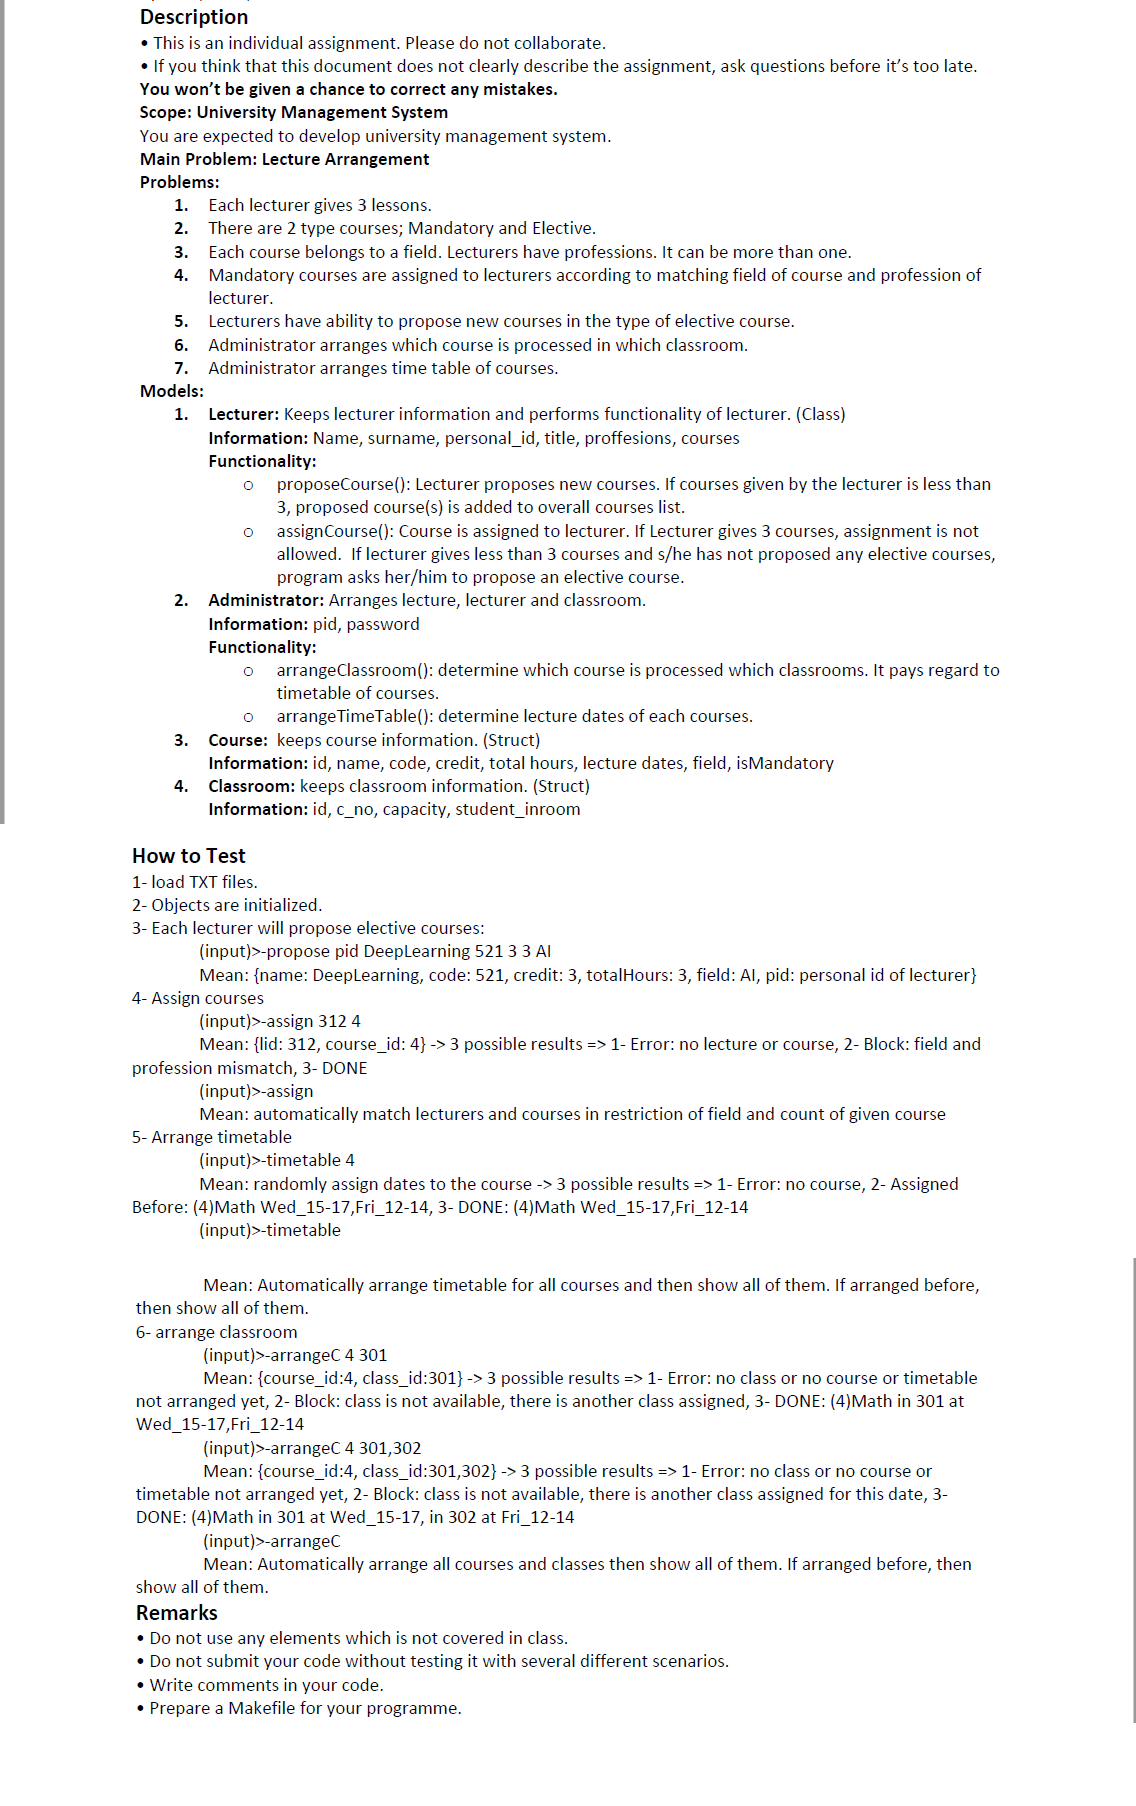 Description
• This is an individual assignment. Please do not collaborate.
• If you think that this document does not clearly describe the assignment, ask questions before it’s too late.
You won’t be given a chance to correct any mistakes.
Scope: University Management System
You are expected to develop university management system.
Main Problem: Lecture Arrangement
Problems:
1. Each lecturer gives 3 lessons.
2. There are 2 type courses; Mandatory and Elective.
3. Each course belongs to a field. Lecturers have professions. It can be more than one.
4. Mandatory courses are assigned to lecturers according to matching field of course and profession of
lecturer.
5. Lecturers have ability to propose new courses in the type of elective course.
6. Administrator arranges which course is processed in which classroom.
7. Administrator arranges time table of courses.
Models:
1. Lecturer: Keeps lecturer information and performs functionality of lecturer. (Class)
Information: Name, surname, personal_id, title, proffesions, courses
Functionality:
o proposeCourse(): Lecturer proposes new courses. If courses given by the lecturer is less than
3, proposed course(s) is added to overall courses list.
o assignCourse(): Course is assigned to lecturer. If Lecturer gives 3 courses, assignment is not
allowed. If lecturer gives less than 3 courses and s/he has not proposed any elective courses,
program asks her/him to propose an elective course.
2. Administrator: Arranges lecture, lecturer and classroom.
Information: pid, password
Functionality:
o arrangeClassroom(): determine which course is processed which classrooms. It pays regard to
timetable of courses.
o arrangeTimeTable(): determine lecture dates of each courses.
3. Course: keeps course information. (Struct)
Information: id, name, code, credit, total hours, lecture dates, field, isMandatory
4. Classroom: keeps classroom information. (Struct)
Information: id, c_no, capacity, student_inroom
How to Test
1- load TXT files.
2- Objects are initialized.
3- Each lecturer will propose elective courses:
(input)>-propose pid DeepLearning 521 3 3 AI
Mean: {name: DeepLearning, code: 521, credit: 3, totalHours: 3, field: AI, pid: personal id of lecturer}
4- Assign courses
(input)>-assign 312 4
Mean: {lid: 312, course_id: 4} -> 3 possible results => 1- Error: no lecture or course, 2- Block: field and
profession mismatch, 3- DONE
(input)>-assign
Mean: automatically match lecturers and courses in restriction of field and count of given course
5- Arrange timetable
(input)>-timetable 4
Mean: randomly assign dates to the course -> 3 possible results => 1- Error: no course, 2- Assigned
Before: (4)Math Wed_15-17,Fri_12-14, 3- DONE: (4)Math Wed_15-17,Fri_12-14
(input)>-timetable
Mean: Automatically arrange timetable for all courses and then show all of them. If arranged before,
then show all of them.
6- arrange classroom
(input)>-arrangeC 4 301
Mean: {course_id:4, class_id:301} -> 3 possible results => 1- Error: no class or no course or timetable
not arranged yet, 2- Block: class is not available, there is another class assigned, 3- DONE: (4)Math in 301 at
Wed_15-17,Fri_12-14
(input)>-arrangeC 4 301,302
Mean: {course_id:4, class_id:301,302} -> 3 possible results => 1- Error: no class or no course or
timetable not arranged yet, 2- Block: class is not available, there is another class assigned for this date, 3-
DONE: (4)Math in 301 at Wed_15-17, in 302 at Fri_12-14
(input)>-arrangeC
Mean: Automatically arrange all courses and classes then show all of them. If arranged before, then
show all of them.
Remarks
• Do not use any elements which is not covered in class.
• Do not submit your code without testing it with several different scenarios.
• Write comments in your code.
• Prepare a Makefile for your programme.